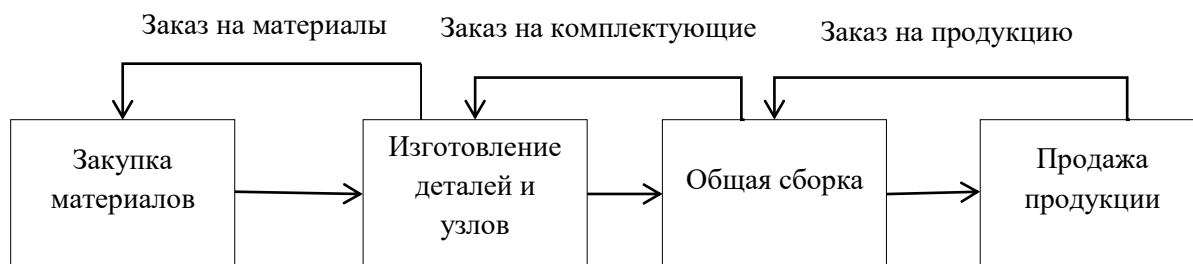 Заказ на материалы
Заказ на комплектующие
Заказ на продукцию
Закупка
материалов
Изготовление
деталей и
узлов
Общая сборка
Продажа
продукции